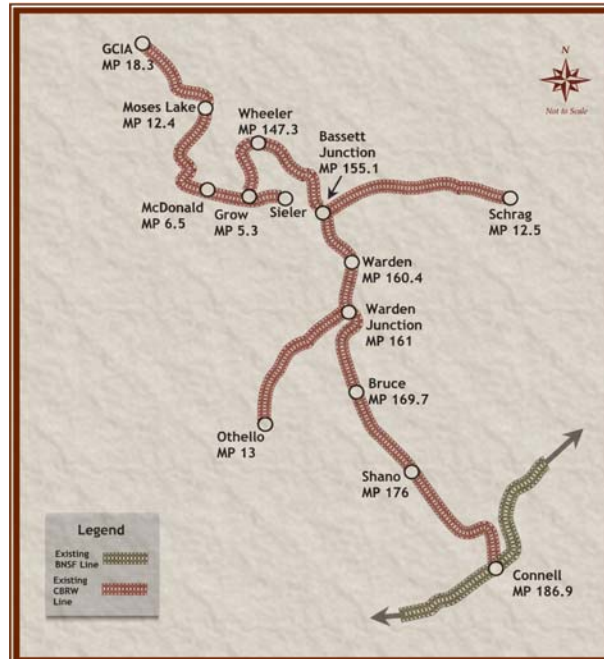 GCIA
MP 18.3
N
Not to Scale
Moses Lake
MP 12.4
Wheeler
MP 147.3
Bassett
Junction
MP 155.1
McDonald
MP 6.5
Grow
MP 5.3
Sieler
Schrag
MP 12.5
Warden
MP 160.4
Warden
Junction
MP 161
Bruce
MP 169.7
Othello
MP 13
Shano
MP 176
Connell
MP 186.9
Legend
Existing
BNSF Line
Existing
CBRW
Line